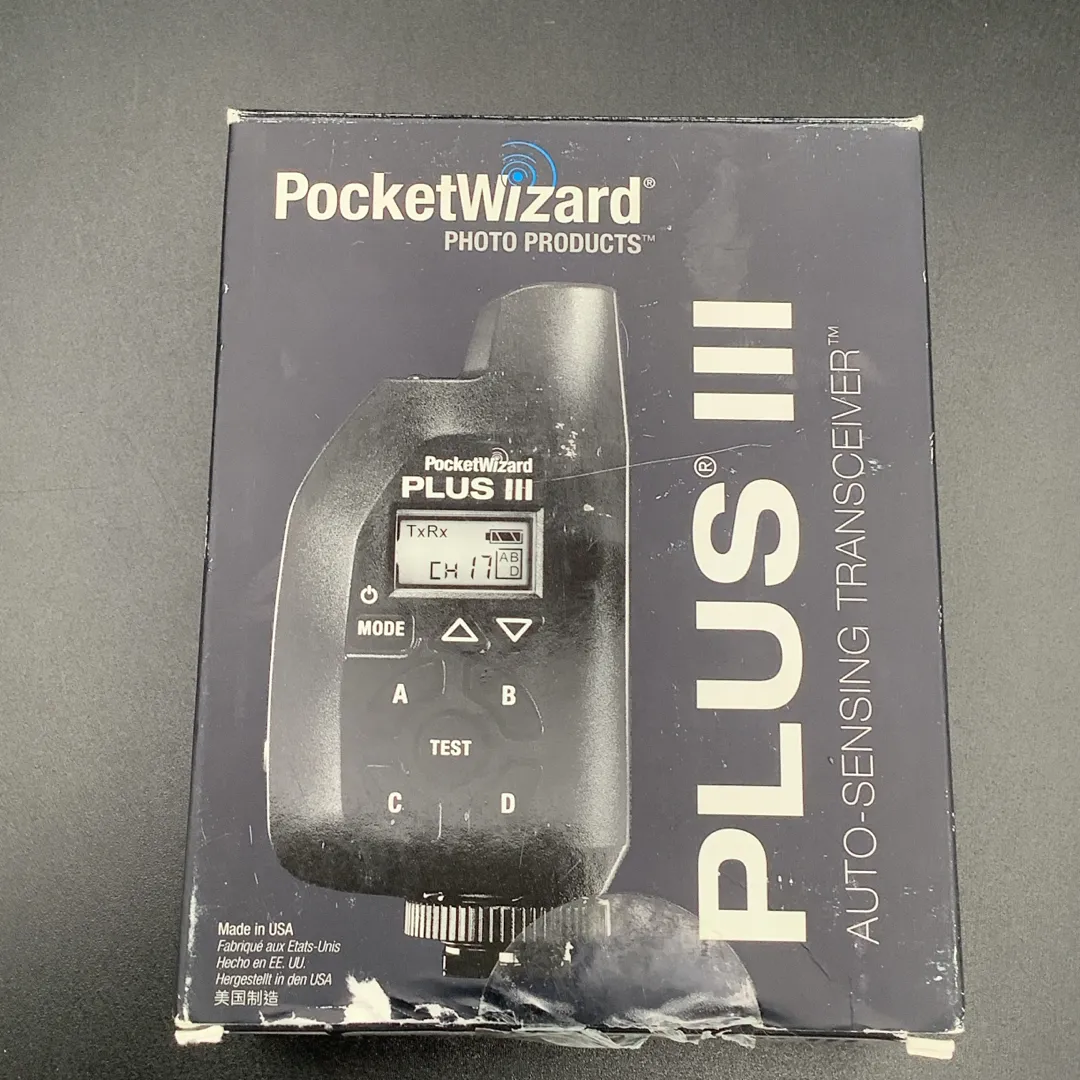 PocketWizard®
PHOTO PRODUCTS™
PLUS® III
AUTO-SENSING TRANSCEIVER™
PocketWizard
PLUS III
TxRx
CH 17
AB
D
MODE
A
B
TEST
C
D
Made in USA
Fabriqué aux Etats-Unis
Hecho en EE. UU.
Hergestellt in den USA
美国制造